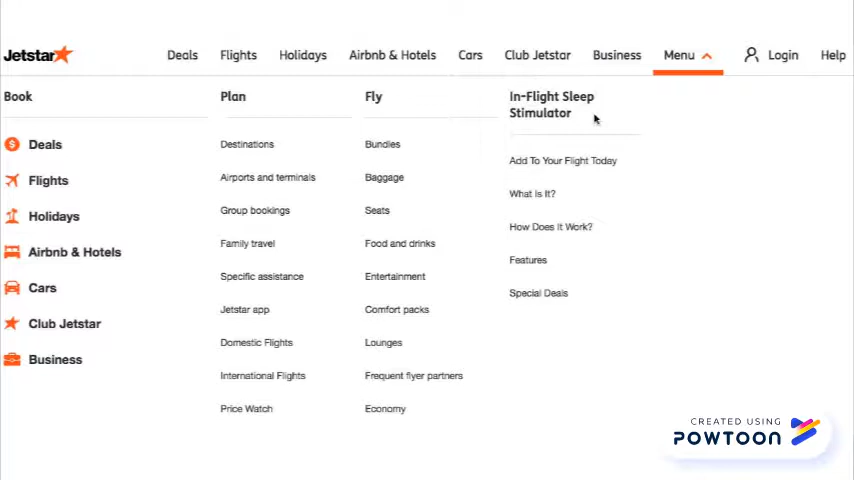 Jetstar
Deals Flights Holidays Airbnb & Hotels Cars Club Jetstar Business Menu Login Help
Book
Deals
Flights
Holidays
Airbnb & Hotels
Cars
Club Jetstar
Business
Plan
Destinations
Airports and terminals
Group bookings
Family travel
Specific assistance
Jetstar app
Domestic Flights
International Flights
Price Watch
Fly
Bundles
Baggage
Seats
Food and drinks
Entertainment
Comfort packs
Lounges
Frequent flyer partners
Economy
In-Flight Sleep
Stimulator
Add To Your Flight Today
What Is It?
How Does It Work?
Features
Special Deals
CREATED USING
POWTOON